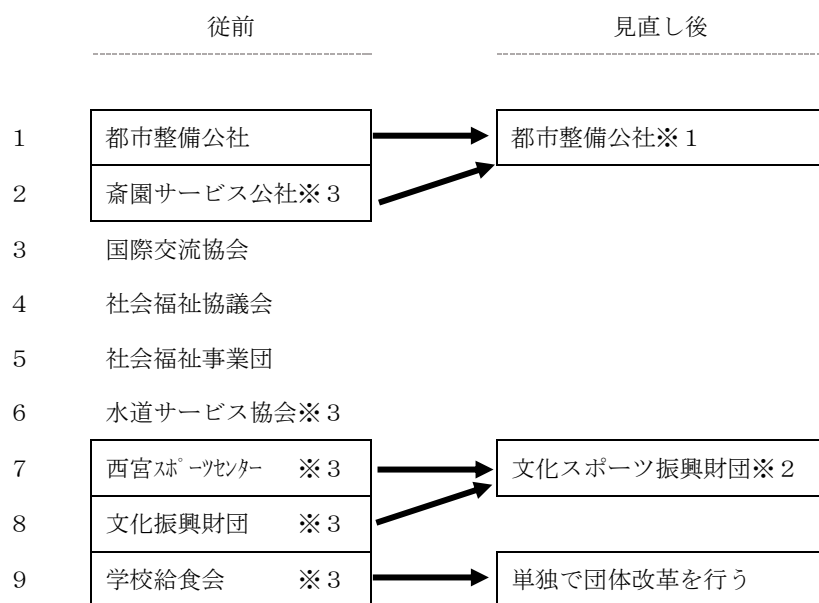 従前 見直し後
1 都市整備公社 都市整備公社※1
2 斎園サービス公社※3
3 国際交流協会
4 社会福祉協議会
5 社会福祉事業団
6 水道サービス協会※3
7 西宮ｽﾎﾟｰﾂｾﾝﾀｰ ※3 文化スポーツ振興財団※2
8 文化振興財団 ※3
9 学校給食会 ※3 単独で団体改革を行う